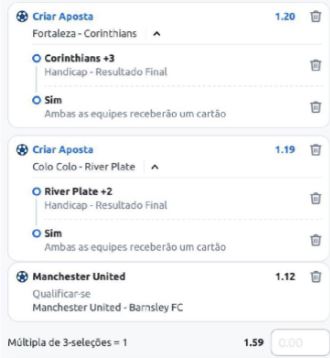 Criar Aposta 1.20
Fortaleza - Corinthians
Corinthians +3
Handicap - Resultado Final
Sim
Ambas as equipes receberão um cartão
Criar Aposta 1.19
Colo Colo - River Plate
River Plate +2
Handicap - Resultado Final
Sim
Ambas as equipes receberão um cartão
Manchester United 1.12
Qualificar-se
Manchester United - Barnsley FC
Múltipla de 3-seleções = 1 1.59 0.00